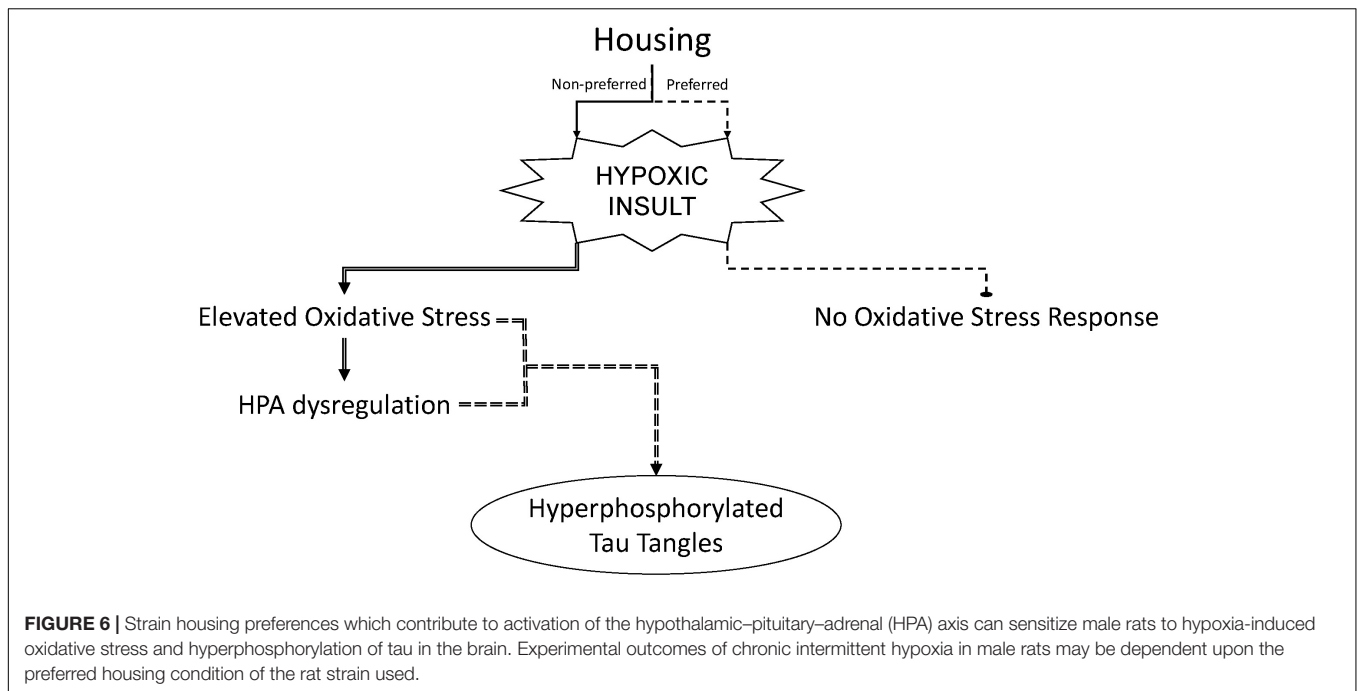 Housing
Non-preferred Preferred
HYPOXIC
INSULT
Elevated Oxidative Stress No Oxidative Stress Response
HPA dysregulation
Hyperphosphorylated
Tau Tangles
FIGURE 6 | Strain housing preferences which contribute to activation of the hypothalamic–pituitary–adrenal (HPA) axis can sensitize male rats to hypoxia-induced
oxidative stress and hyperphosphorylation of tau in the brain. Experimental outcomes of chronic intermittent hypoxia in male rats may be dependent upon the
preferred housing condition of the rat strain used.